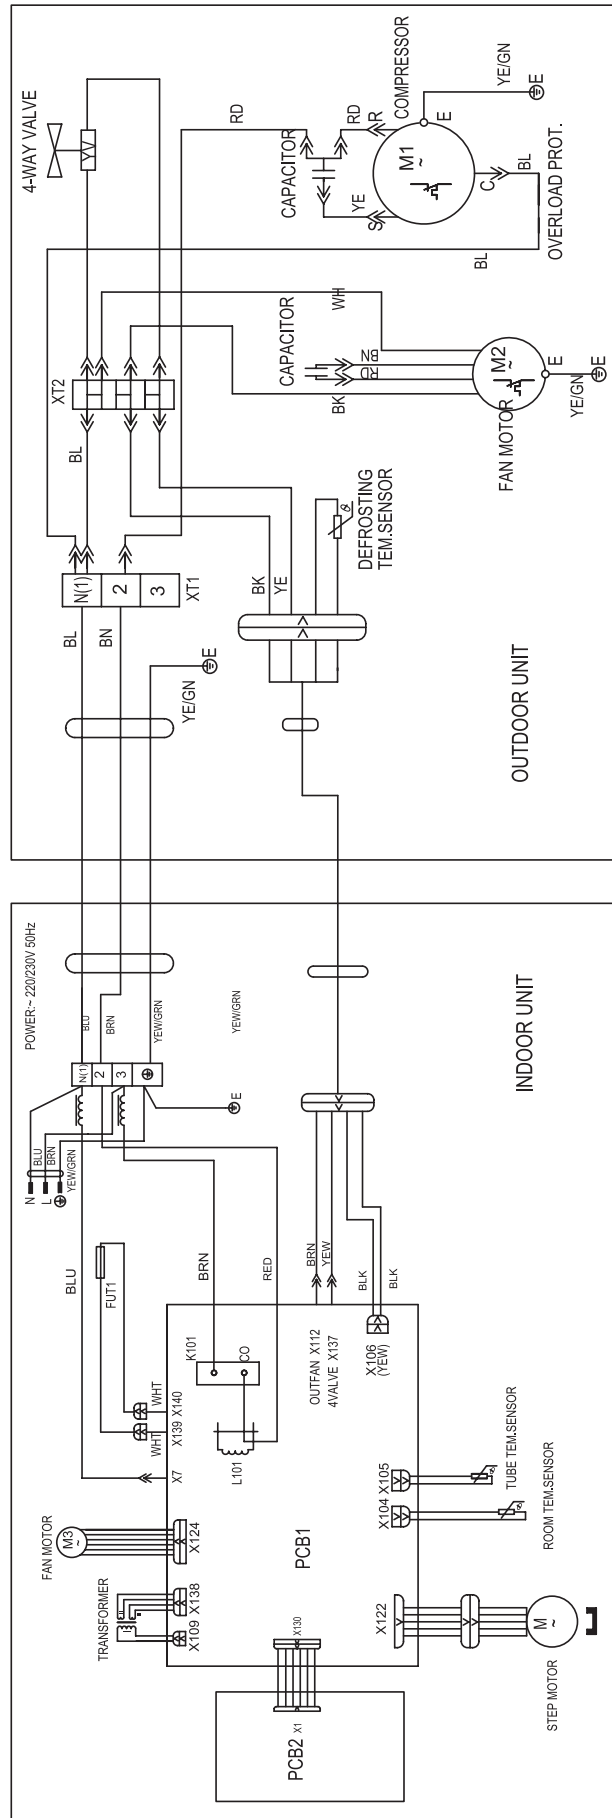 4-WAY VALVE
YV
RD
CAPACITOR
RD
R
COMPRESSOR
YE/GN
E
E
M1
~
YE
S
C
BL
OVERLOAD PROT.
BL
XT2
BL
WH
CAPACITOR
BN
RD
BK
M2
~
E
E
YE/GN
FAN MOTOR
N(1)
2
3
XT1
BK
YE
θ
DEFROSTING
TEM.SENSOR
BL
BN
YE/GN
E
OUTDOOR UNIT
POWER:~ 220/230V 50Hz
BLU
BRN
YEW/GRN
YEW/GRN
N(1)
2
3
N
L
BLU
BRN
YEW/GRN
E
INDOOR UNIT
BLU
FUT1
BRN
RED
BRN
YEW
BLK
BLK
WHT
WHT
X139 X140
X7
K101
CO
L101
OUTFAN X112
4VALVE X137
X106
(YEW)
FAN MOTOR
M3
~
X124
TRANSFORMER
X138
X109
PCB1
X105
X104
TUBE TEM.SENSOR
θ
ROOM TEM.SENSOR
θ
X122
X130
PCB2 X1
M
~
STEP MOTOR